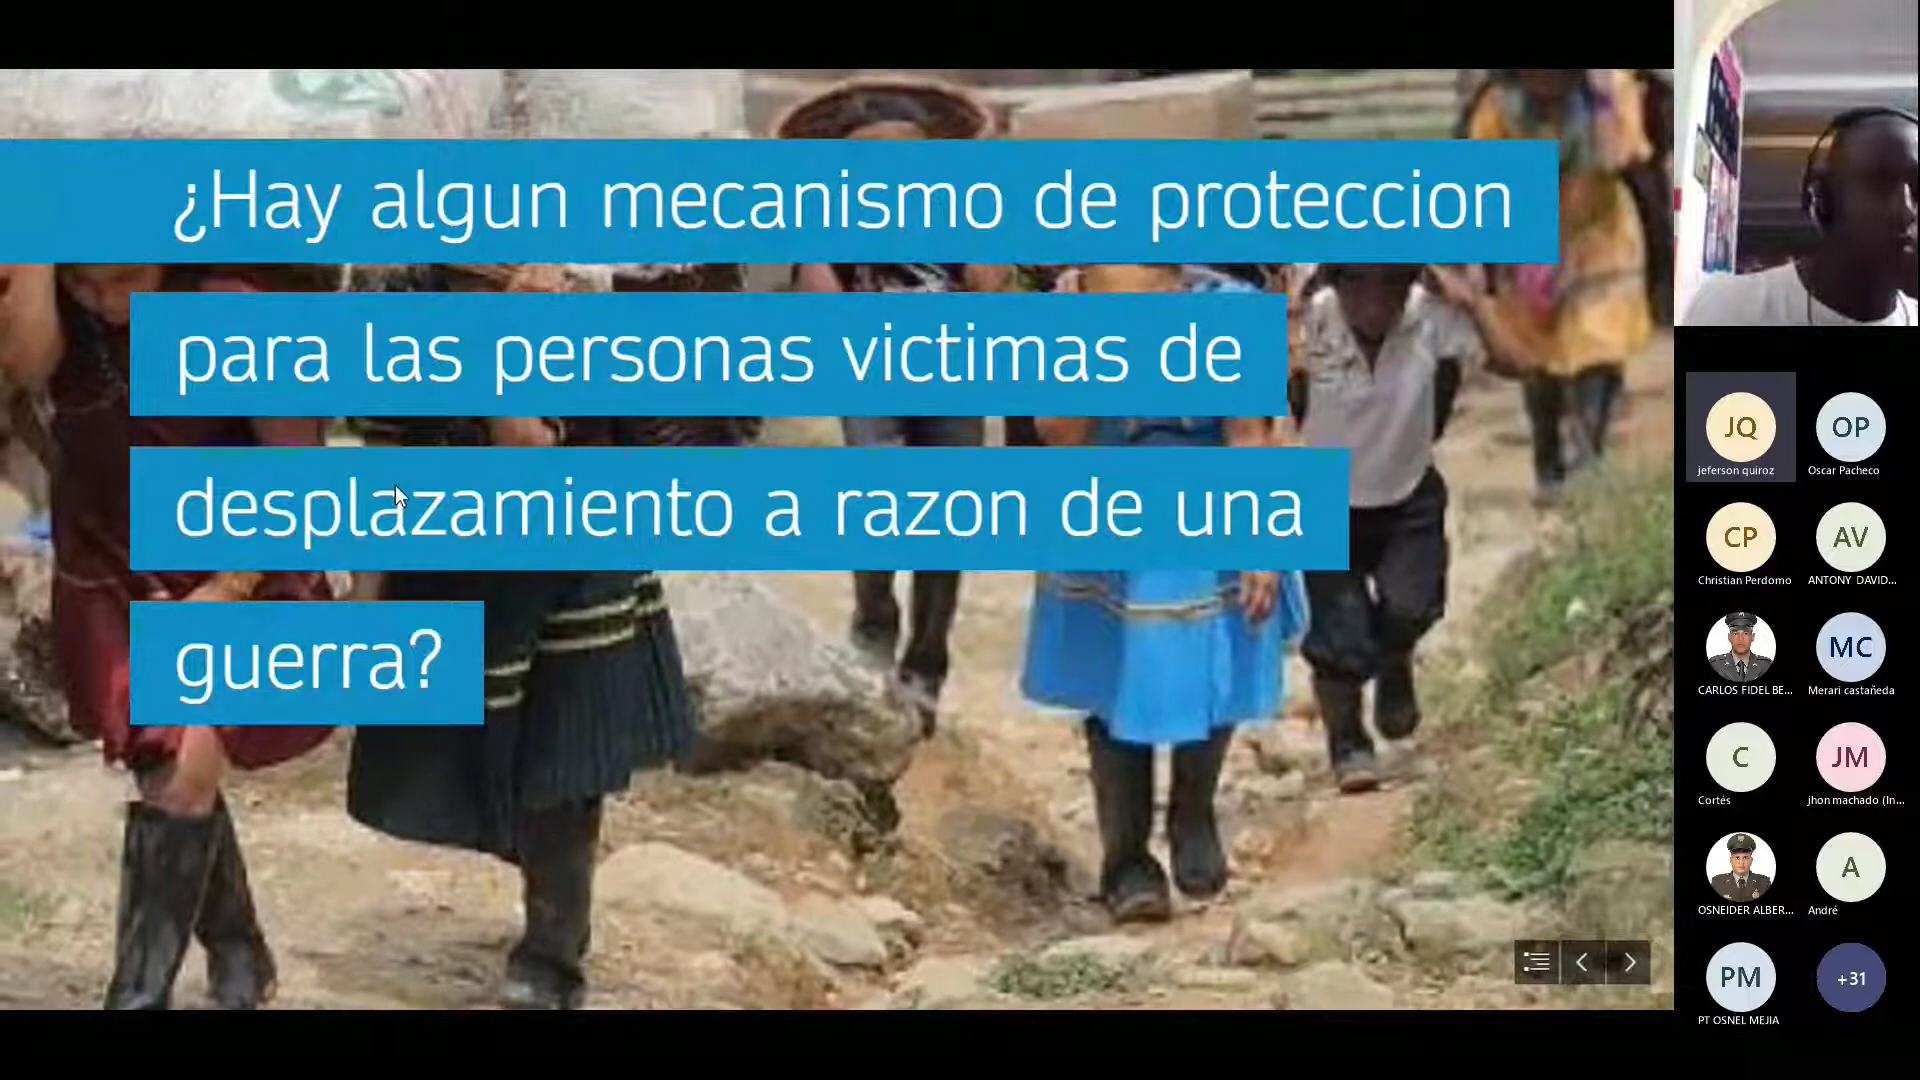 ¿Hay algun mecanismo de proteccion
para las personas victimas de
desplazamiento a razon de una
guerra?
JQ
jeferson quiroz
OP
Oscar Pacheco
CP
Christian Perdomo
AV
ANTONY DAVID...
CARLOS FIDEL BE...
MC
Merari castañeda
C
Cortés
JM
jhon machado (In...
OSNEIDER ALBER...
A
André
PM
PT OSNEL MEJIA
+31